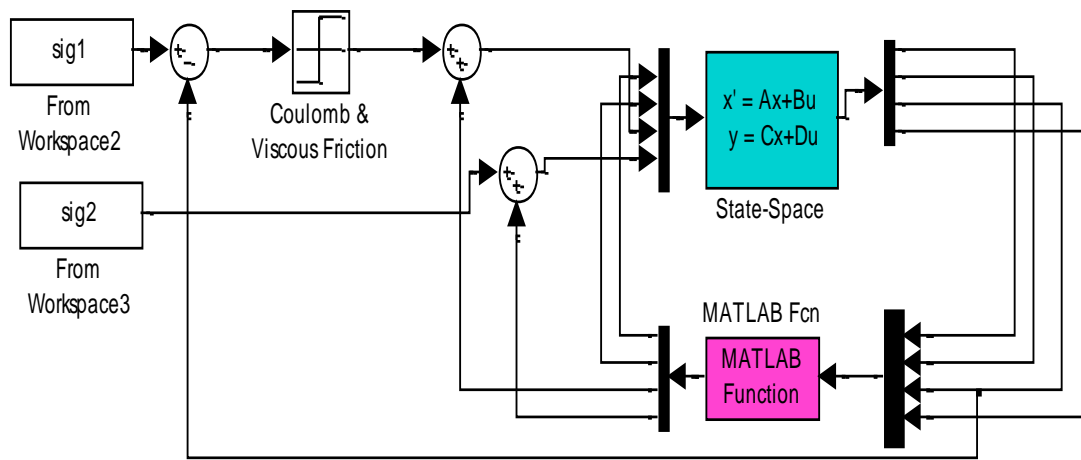 sig1
From
Workspace2
Coulomb &
Viscous Friction
sig2
From
Workspace3
x' = Ax+Bu
y = Cx+Du
State-Space
MATLAB Fcn
MATLAB
Function